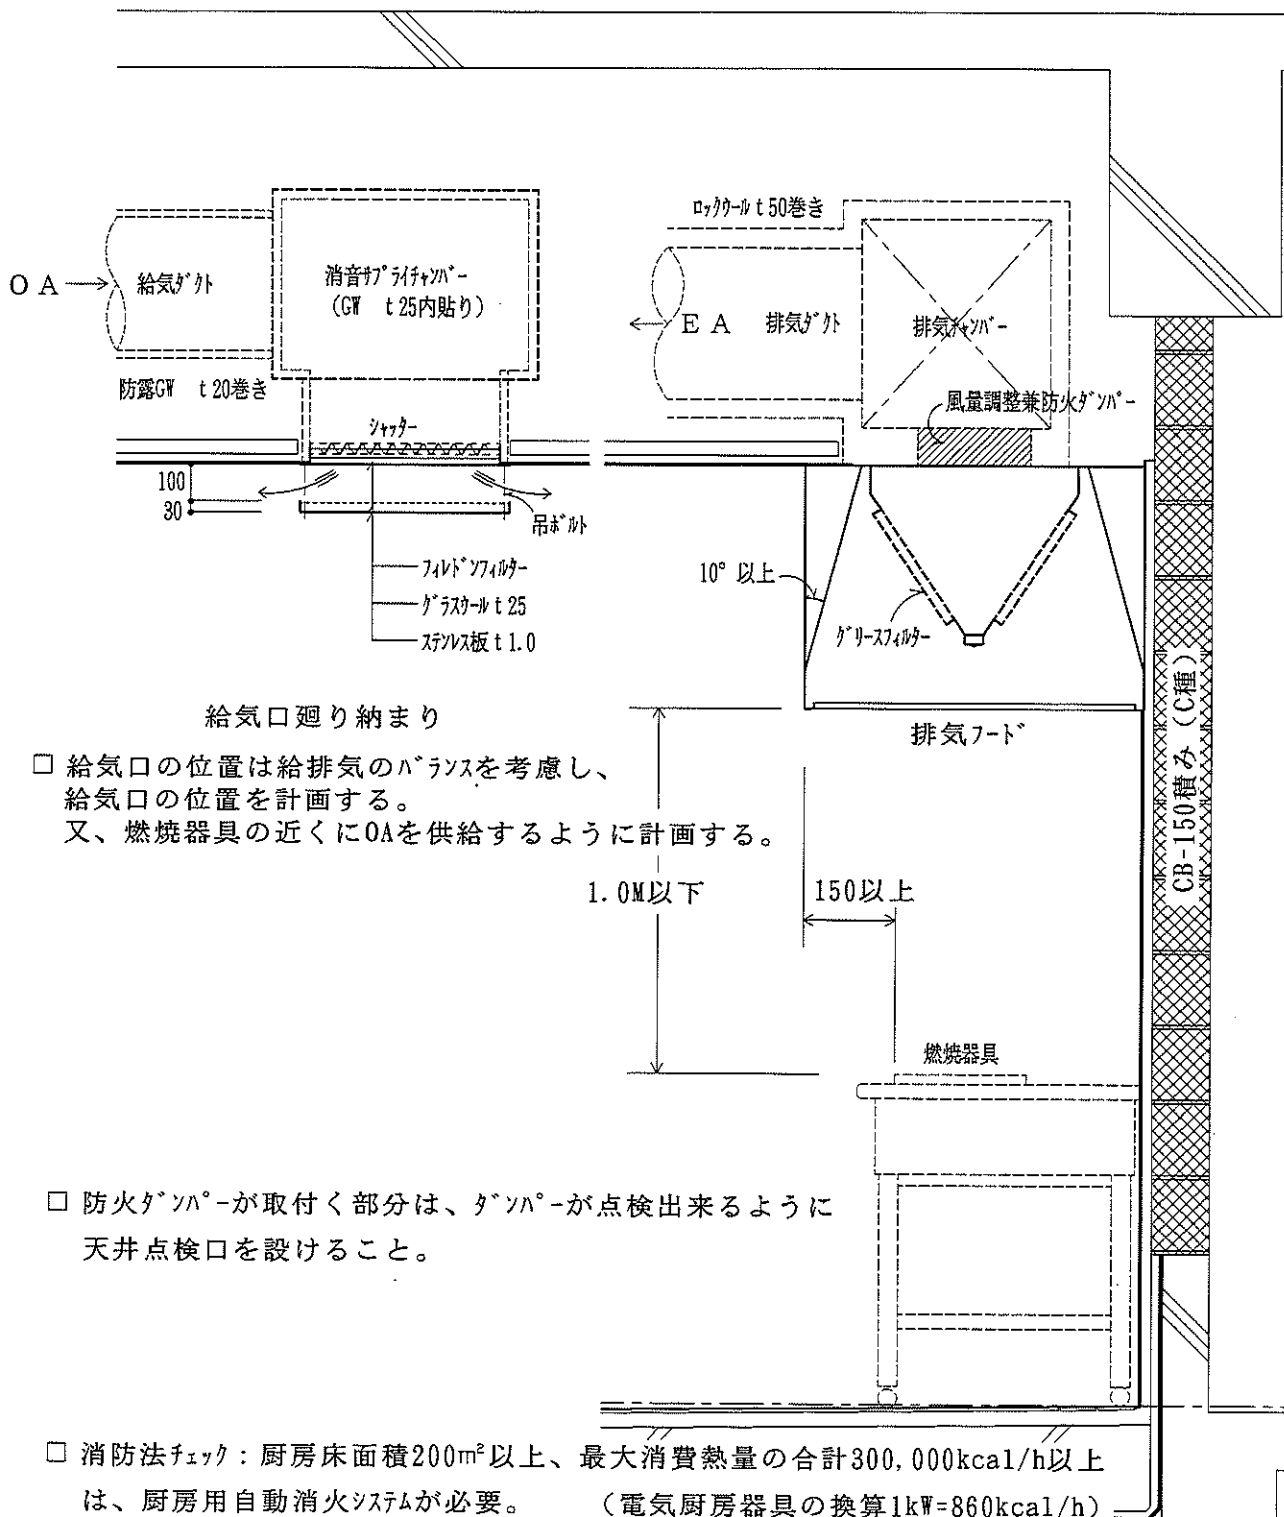 ロックウール t50巻き
OA
給気ダクト
消音サプライチャンバー
(GW t25内貼り)
EA
排気ダクト
排気チャンバー
防露GW t20巻き
風量調整兼防火ダンパー
シャッター
100
30
吊ボルト
フィレドンフィルター
グラスウール t25
ステンレス板 t1.0
10° 以上
グリースフィルター
給気口廻り納まり
排気フード
CB-150積み (C種)
□ 給気口の位置は給排気のバランスを考慮し、
給気口の位置を計画する。
又、燃焼器具の近くにOAを供給するように計画する。
1.0M以下
150以上
燃焼器具
□ 防火ダンパーが取付く部分は、ダンパーが点検出来るように
天井点検口を設けること。
□ 消防法チェック：厨房床面積200㎡以上、最大消費熱量の合計300,000kcal/h以上
は、厨房用自動消火システムが必要。 (電気厨房器具の換算1kW=860kcal/h)